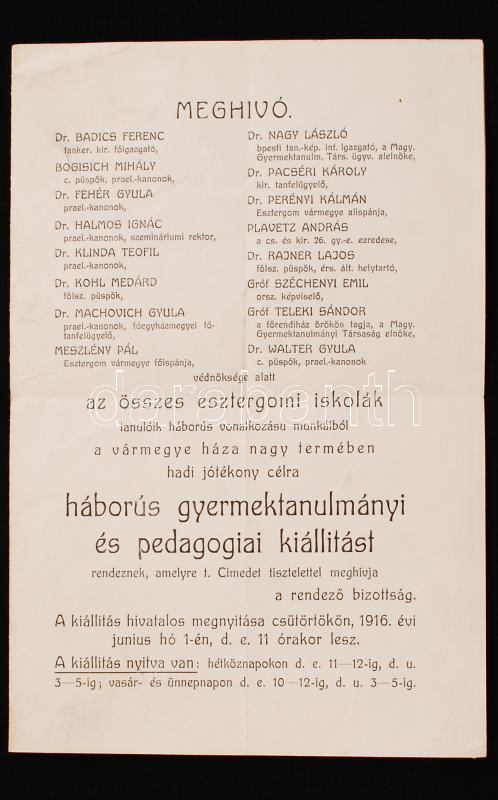 MEGHIVÓ.
Dr. BADICS FERENC
tanker. kir. főigazgató,
BOGISICH MIHÁLY
c. püspök, prael.-kanonok,
Dr. FEHÉR GYULA
prael.-kanonok,
Dr. HALMOS IGNÁC
prael.-kanonok, szemináriumi rektor,
Dr. KLINDA TEOFIL
prael.-kanonok,
Dr. KOHL MEDÁRD
fölsz. püspök,
Dr. MACHOVICH GYULA
prael.-kanonok, főegyházmegyei fő-
tanfelügyelő,
MESZLÉNY PÁL
Esztergom vármegye főispánja,
Dr. NAGY LÁSZLÓ
bpesti tan.-kép. int. igazgató, a Magy.
Gyermektanulm. Társ. ügyv. alelnöke,
Dr. PACSÉRI KÁROLY
kir. tanfelügyelő,
Dr. PERÉNYI KÁLMÁN
Esztergom vármegye alispánja,
PLAVETZ ANDRÁS
a cs. és kir. 26. gy.-e. ezredese,
Dr. RAJNER LAJOS
fölsz. püspök, érs. ált. helytartó,
Gróf SZÉCHENYI EMIL
orsz. képviselő,
Gróf TELEKI SÁNDOR
a főrendiház örökös tagja, a Magy.
Gyermektanulmányi Társaság elnöke,
Dr. WALTER GYULA
c. püspök, prael.-kanonok
védnöksége alatt
az összes esztergomi iskolák
tanulóik háborús vonatkozásu munkáiból
a vármegye háza nagy termében
hadi jótékony célra
háborús gyermektanulmányi
és pedagogiai kiállitást
rendeznek, amelyre t. Cimedet tisztelettel meghivja
a rendező bizottság.
A kiállitás hivatalos megnyitása csütörtökön, 1916. évi
junius hó 1-én, d. e. 11 órakor lesz.
A kiállitás nyitva van: hétköznapokon d. e. 11—12-ig, d. u.
3—5-ig; vasár- és ünnepnapon d. e. 10—12-ig, d. u. 3—5-ig.
darabanth